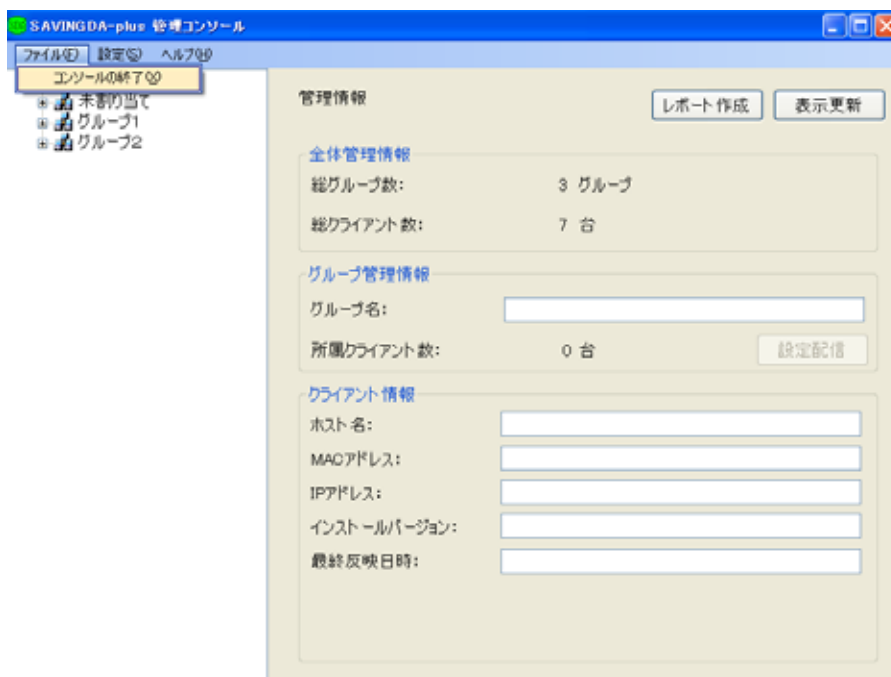 SAVINGDA-plus 管理コンソール
ファイル(F) 設定(S) ヘルプ(H)
コンソールの終了(X)
未割り当て
グループ1
グループ2
管理情報
レポート作成 表示更新
全体管理情報
総グループ数: 3 グループ
総クライアント数: 7 台
グループ管理情報
グループ名:
所属クライアント数: 0 台 設定配信
クライアント情報
ホスト名:
MACアドレス:
IPアドレス:
インストールバージョン:
最終反映日時: